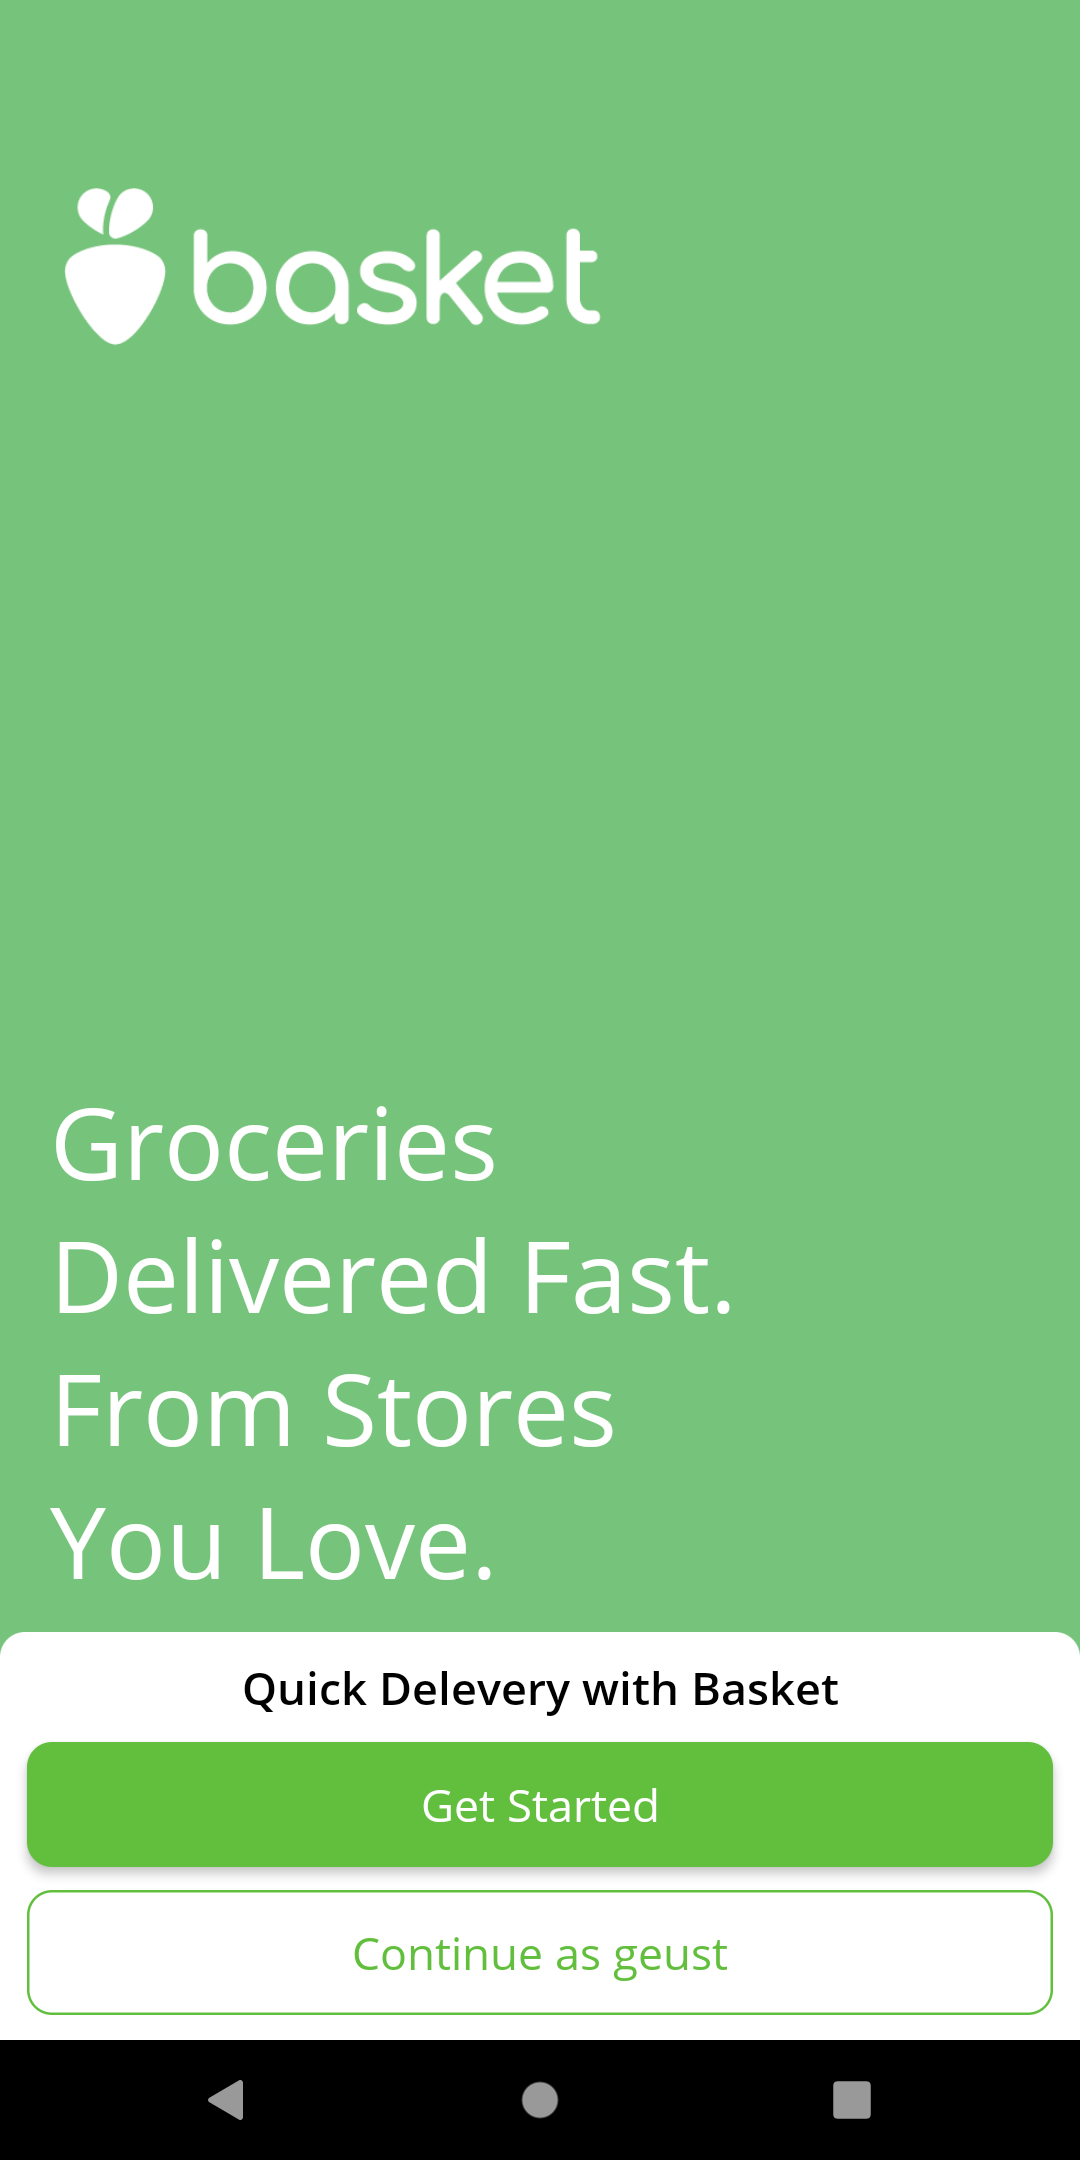 basket
Groceries
Delivered Fast.
From Stores
You Love.
Quick Delevery with Basket
Get Started
Continue as geust